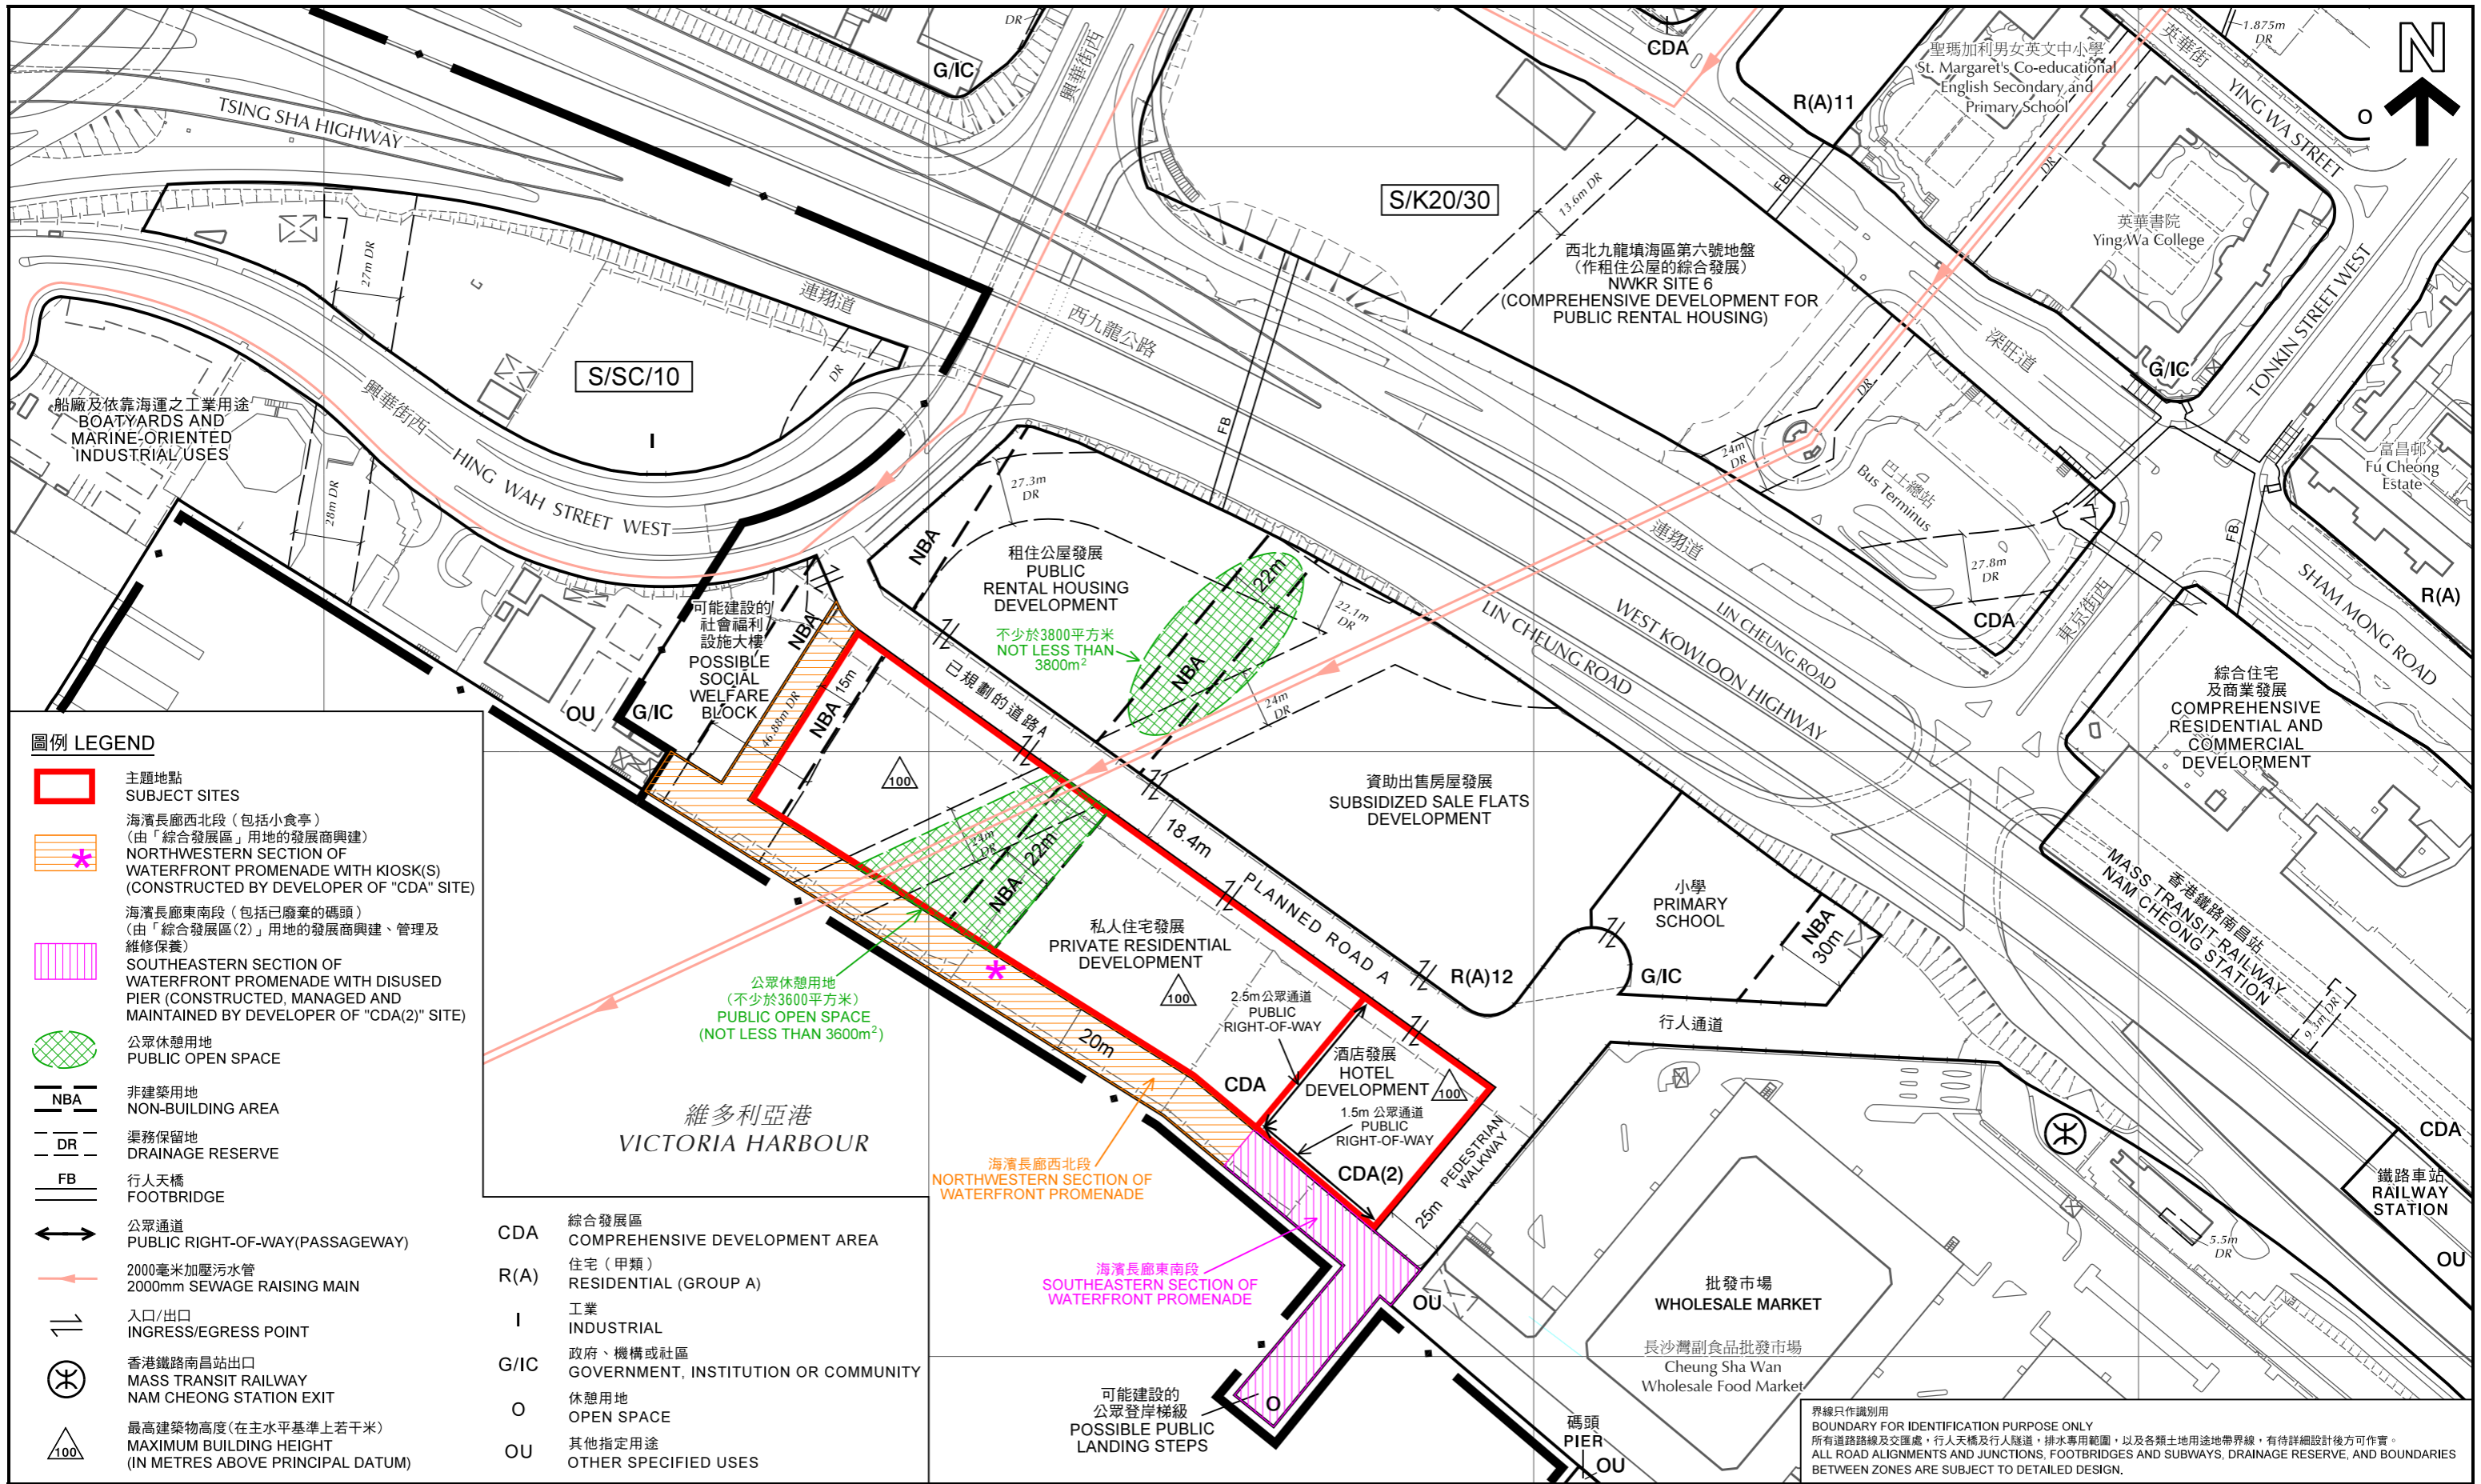 DR
G/IC
興華街西
CDA
聖瑪加利男女英文中小學
St. Margaret's Co-educational
English Secondary and
Primary School
英華街
1.875m
DR
YING WA STREET
O
N
TSING SHA HIGHWAY
R(A)11
DR
FB
13.6m DR
S/K20/30
英華書院
Ying Wa College
西北九龍填海區第六號地盤
（作租住公屋的綜合發展）
NWKR SITE 6
(COMPREHENSIVE DEVELOPMENT FOR
PUBLIC RENTAL HOUSING)
27m DR
連翔道
西九龍公路
深旺道
TONKIN STREET WEST
G/IC
S/SC/10
DR
FB
DR
船廠及依靠海運之工業用途
BOATYARDS AND
MARINE-ORIENTED
INDUSTRIAL USES
興華街西
HING WAH STREET WEST
I
28m DR
24m
DR
巴士總站
Bus Terminus
富昌邨
Fu Cheong
Estate
FB
27.3m
DR
NBA
租住公屋發展
PUBLIC
RENTAL HOUSING
DEVELOPMENT
22m
NBA
22.1m
DR
不少於3800平方米
NOT LESS THAN
3800m²
連翔道
27.8m
DR
CDA
東京街西
SHAM MONG ROAD
R(A)
LIN CHEUNG ROAD
WEST KOWLOON HIGHWAY
LIN CHEUNG ROAD
可能建設的
社會福利
設施大樓
POSSIBLE
SOCIAL
WELFARE
BLOCK
NBA
OU
G/IC
46.88m DR
NBA
15m
已規劃的道路A
24m
DR
綜合住宅
及商業發展
COMPREHENSIVE
RESIDENTIAL AND
COMMERCIAL
DEVELOPMENT
100
資助出售房屋發展
SUBSIDIZED SALE FLATS
DEVELOPMENT
18.4m
PLANNED ROAD A
24m
DR
22m
NBA
小學
PRIMARY
SCHOOL
NBA
30m
G/IC
R(A)12
香港鐵路南昌站
MASS TRANSIT RAILWAY
NAM CHEONG STATION
9.3m DR
私人住宅發展
PRIVATE RESIDENTIAL
DEVELOPMENT
100
公眾休憩用地
（不少於3600平方米）
PUBLIC OPEN SPACE
(NOT LESS THAN 3600m²)
*
20m
2.5m公眾通道
PUBLIC
RIGHT-OF-WAY
行人通道
酒店發展
HOTEL
DEVELOPMENT
100
CDA
1.5m 公眾通道
PUBLIC
RIGHT-OF-WAY
CDA(2)
PEDESTRIAN
WALKWAY
25m
維多利亞港
VICTORIA HARBOUR
海濱長廊西北段
NORTHWESTERN SECTION OF
WATERFRONT PROMENADE
海濱長廊東南段
SOUTHEASTERN SECTION OF
WATERFRONT PROMENADE
CDA
鐵路車站
RAILWAY
STATION
OU
5.5m
DR
OU
批發市場
WHOLESALE MARKET
長沙灣副食品批發市場
Cheung Sha Wan
Wholesale Food Market
可能建設的
公眾登岸梯級
POSSIBLE PUBLIC
LANDING STEPS
O
碼頭
PIER
OU
圖例 LEGEND
主題地點
SUBJECT SITES
海濱長廊西北段（包括小食亭）
（由「綜合發展區」用地的發展商興建）
NORTHWESTERN SECTION OF
WATERFRONT PROMENADE WITH KIOSK(S)
(CONSTRUCTED BY DEVELOPER OF "CDA" SITE)
*
海濱長廊東南段（包括已廢棄的碼頭）
（由「綜合發展區(2)」用地的發展商興建、管理及
維修保養）
SOUTHEASTERN SECTION OF
WATERFRONT PROMENADE WITH DISUSED
PIER (CONSTRUCTED, MANAGED AND
MAINTAINED BY DEVELOPER OF "CDA(2)" SITE)
公眾休憩用地
PUBLIC OPEN SPACE
NBA
非建築用地
NON-BUILDING AREA
DR
渠務保留地
DRAINAGE RESERVE
FB
行人天橋
FOOTBRIDGE
公眾通道
PUBLIC RIGHT-OF-WAY(PASSAGEWAY)
2000毫米加壓污水管
2000mm SEWAGE RAISING MAIN
入口/出口
INGRESS/EGRESS POINT
香港鐵路南昌站出口
MASS TRANSIT RAILWAY
NAM CHEONG STATION EXIT
100
最高建築物高度(在主水平基準上若干米)
MAXIMUM BUILDING HEIGHT
(IN METRES ABOVE PRINCIPAL DATUM)
CDA
綜合發展區
COMPREHENSIVE DEVELOPMENT AREA
R(A)
住宅（甲類）
RESIDENTIAL (GROUP A)
I
工業
INDUSTRIAL
G/IC
政府、機構或社區
GOVERNMENT, INSTITUTION OR COMMUNITY
O
休憩用地
OPEN SPACE
OU
其他指定用途
OTHER SPECIFIED USES
界線只作識別用
BOUNDARY FOR IDENTIFICATION PURPOSE ONLY
所有道路路線及交匯處，行人天橋及行人隧道，排水專用範圍，以及各類土地用途地帶界線，有待詳細設計後方可作實。
ALL ROAD ALIGNMENTS AND JUNCTIONS, FOOTBRIDGES AND SUBWAYS, DRAINAGE RESERVE, AND BOUNDARIES
BETWEEN ZONES ARE SUBJECT TO DETAILED DESIGN.